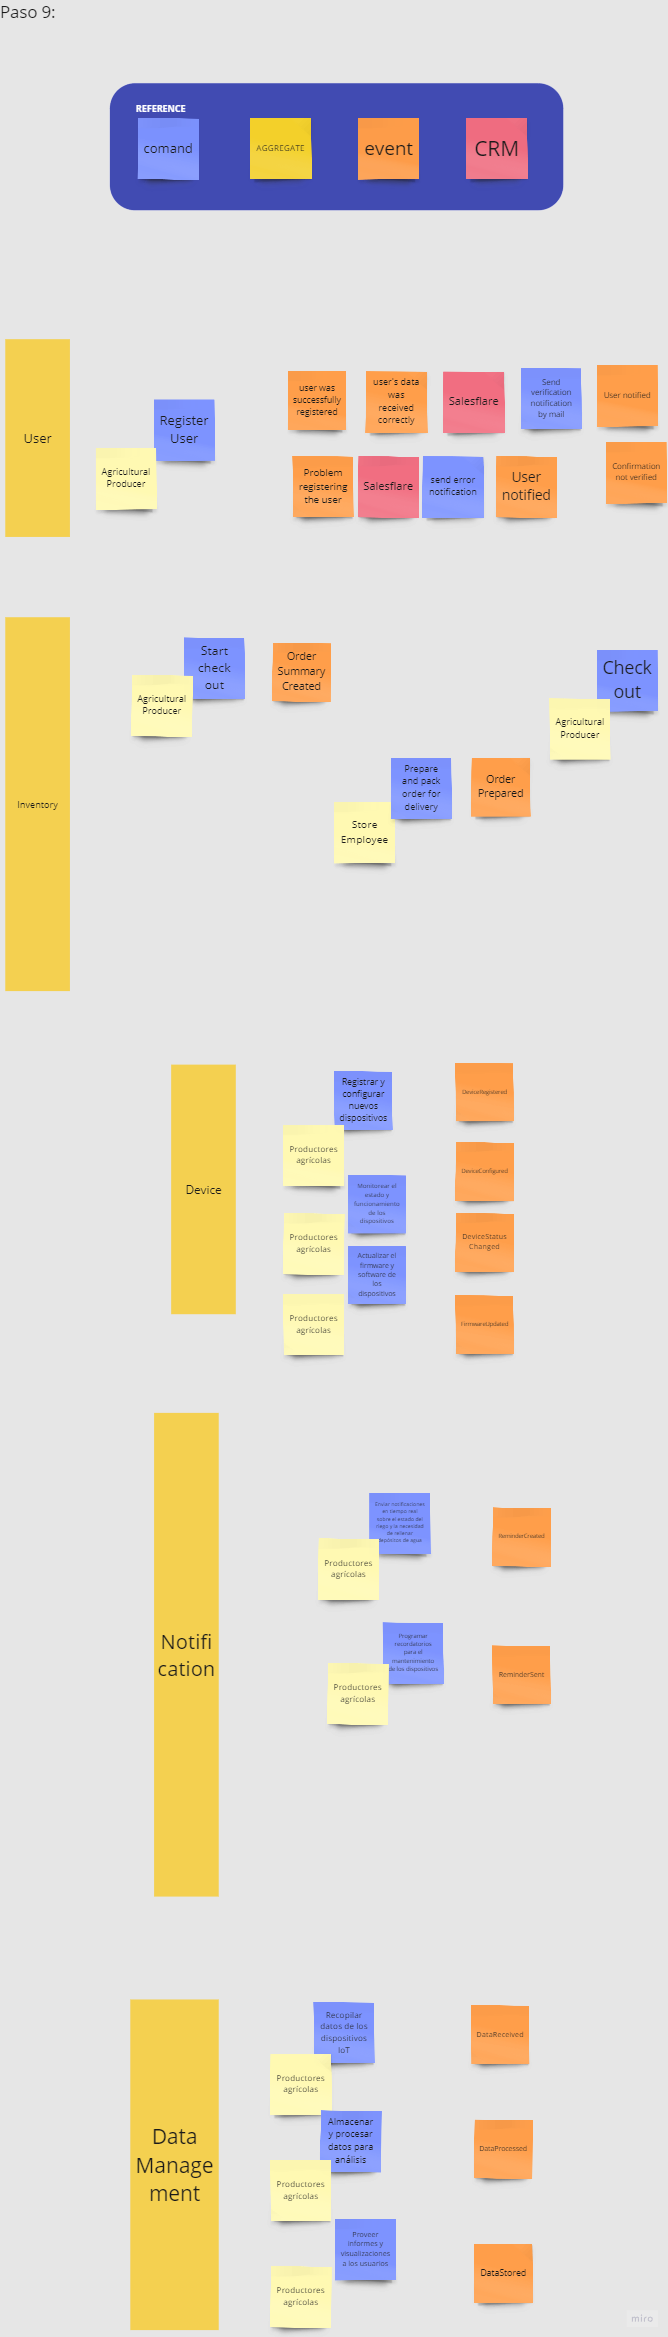 Paso 9:
REFERENCE
comand
AGGREGATE
event
CRM
User
Register
User
Agricultural
Producer
user was
successfully
registered
user's data
was
received
correctly
Salesflare
Send
verification
notification
by mail
User notified
Problem
registering
the user
Salesflare
send error
notification
User
notified
Confirmation
not verified
Inventory
Start
check
out
Agricultural
Producer
Order
Summary
Created
Check
out
Agricultural
Producer
Prepare
and pack
order for
delivery
Store
Employee
Order
Prepared
Device
Registrar y
configurar
nuevos
dispositivos
Productores
agrícolas
DeviceRegistered
Monitorear el
estado y
funcionamiento
de los
dispositivos
Productores
agrícolas
DeviceConfigured
Actualizar el
firmware y
software de
los
dispositivos
DeviceStatus
Changed
Productores
agrícolas
FirmwareUpdated
Notifi
cation
Enviar notificaciones
en tiempo real
sobre el estado del
riego y la necesidad
de rellenar
depósitos de agua
Productores
agrícolas
ReminderCreated
Programar
recordatorios
para el
mantenimiento
de los dispositivos
Productores
agrícolas
ReminderSent
Data
Manage
ment
Recopilar
datos de los
dispositivos
IoT
Productores
agrícolas
DataReceived
Almacenar
y procesar
datos para
análisis
Productores
agrícolas
DataProcessed
Proveer
informes y
visualizaciones
a los usuarios
Productores
agrícolas
DataStored
miro